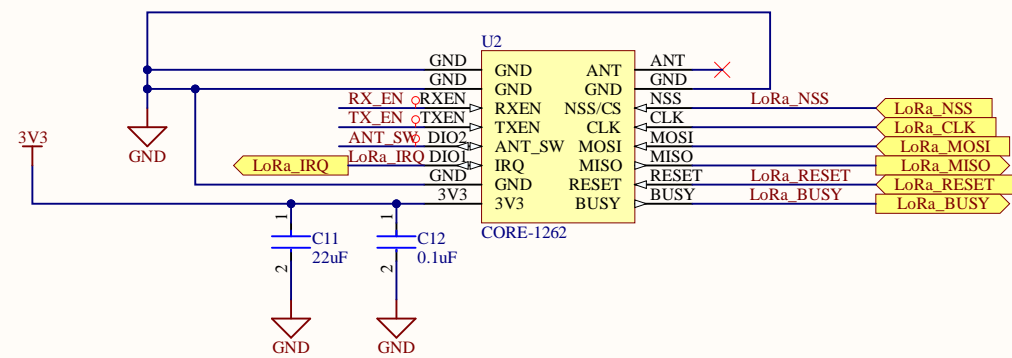 U2
GND GND ANT ANT
GND GND GND GND
RX_EN RXEN RXEN NSS/CS NSS LoRa_NSS LoRa_NSS
TX_EN TXEN TXEN CLK CLK LoRa_CLK
ANT_SW DIO2 ANT_SW MOSI MOSI LoRa_MOSI
LoRa_IRQ LoRa_IRQ DIO1 IRQ MISO MISO LoRa_MISO
GND GND RESET RESET LoRa_RESET LoRa_RESET
3V3 3V3 BUSY BUSY LoRa_BUSY LoRa_BUSY
CORE-1262
3V3
GND
1 C11 1 C12
2 22uF 2 0.1uF
GND GND